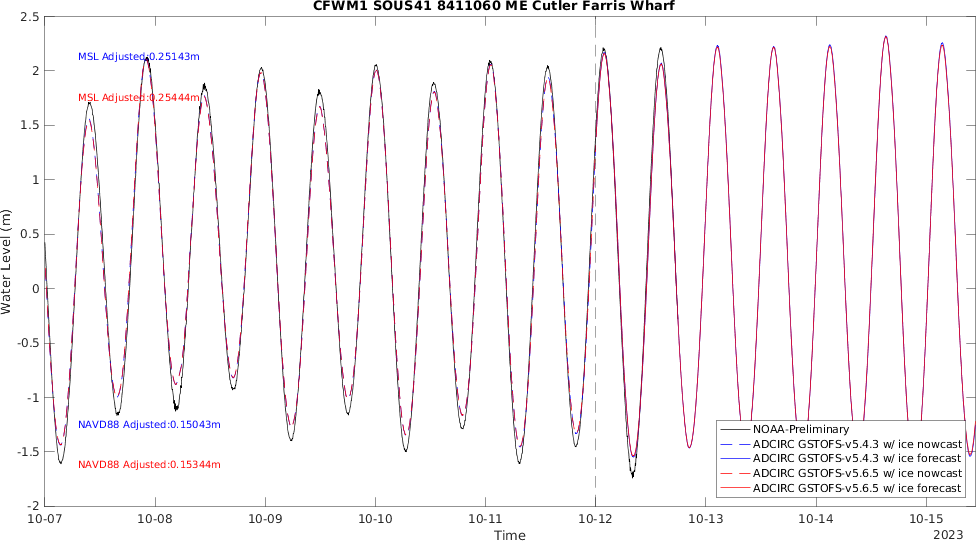 CFWM1 SOUS41 8411060 ME Cutler Farris Wharf
2.5
2
1.5
1
0.5
0
-0.5
-1
-1.5
-2
Water Level (m)
MSL Adjusted:0.25143m
MSL Adjusted:0.25444m
NAVD88 Adjusted:0.15043m
NAVD88 Adjusted:0.15344m
NOAA-Preliminary
ADCIRC GSTOFS-v5.4.3 w/ ice nowcast
ADCIRC GSTOFS-v5.4.3 w/ ice forecast
ADCIRC GSTOFS-v5.6.5 w/ ice nowcast
ADCIRC GSTOFS-v5.6.5 w/ ice forecast
10-07 10-08 10-09 10-10 10-11 10-12 10-13 10-14 10-15
Time
2023